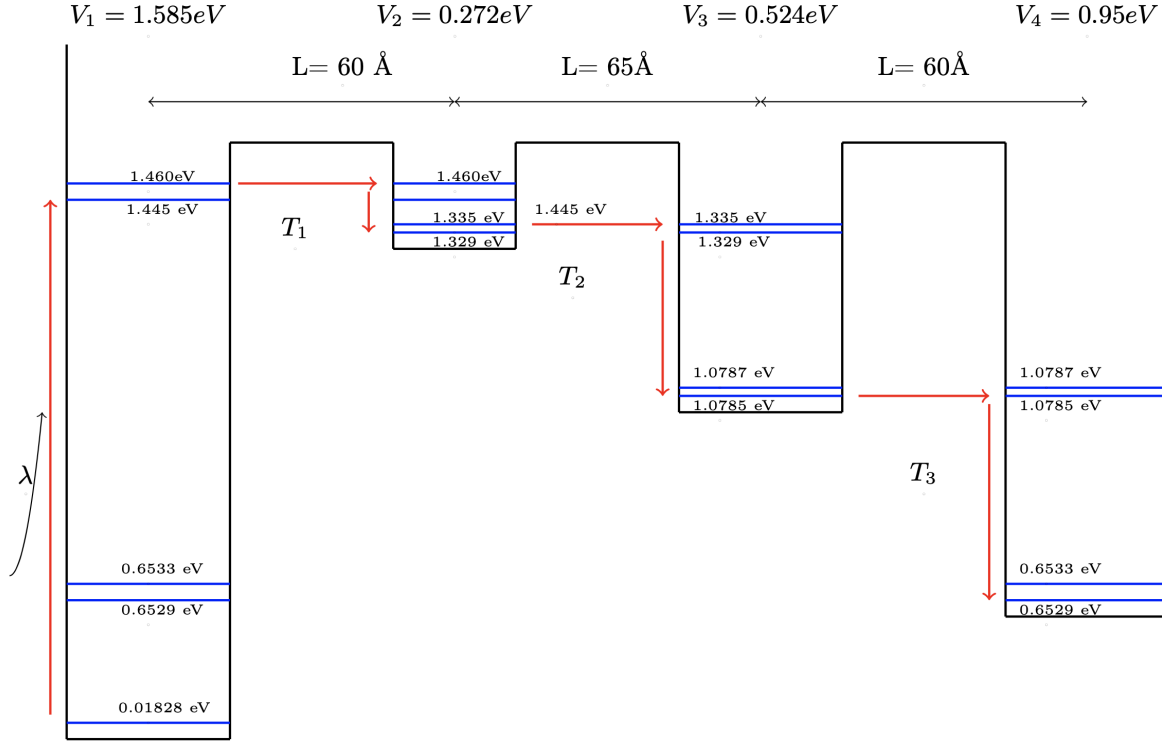 V₁ = 1.585eV V₂ = 0.272eV V₃ = 0.524eV V₄ = 0.95eV
L= 60 Å L= 65Å L= 60Å
1.460eV 1.460eV
1.445 eV 1.335 eV 1.445 eV 1.335 eV
T₁ 1.329 eV 1.329 eV
T₂
1.0787 eV 1.0787 eV
1.0785 eV 1.0785 eV
λ T₃
0.6533 eV 0.6533 eV
0.6529 eV 0.6529 eV
0.01828 eV